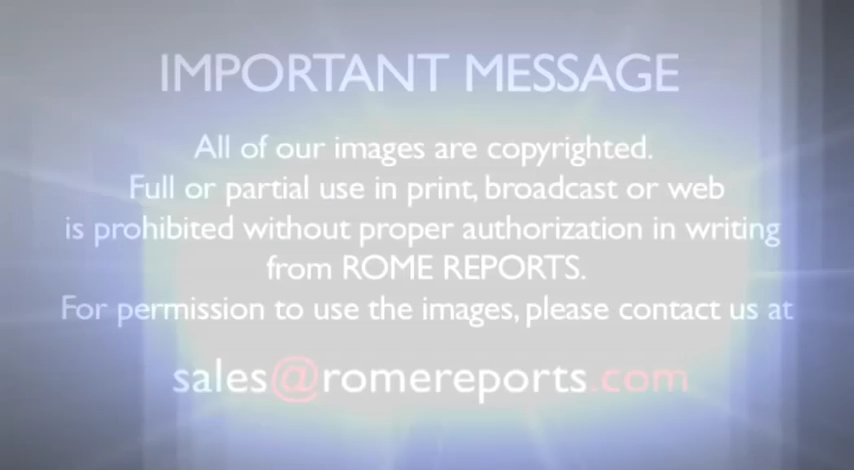 IMPORTANT MESSAGE
All of our images are copyrighted.
Full or partial use in print, broadcast or web
is prohibited without proper authorization in writing
from ROME REPORTS.
For permission to use the images, please contact us at
sales@romereports.com